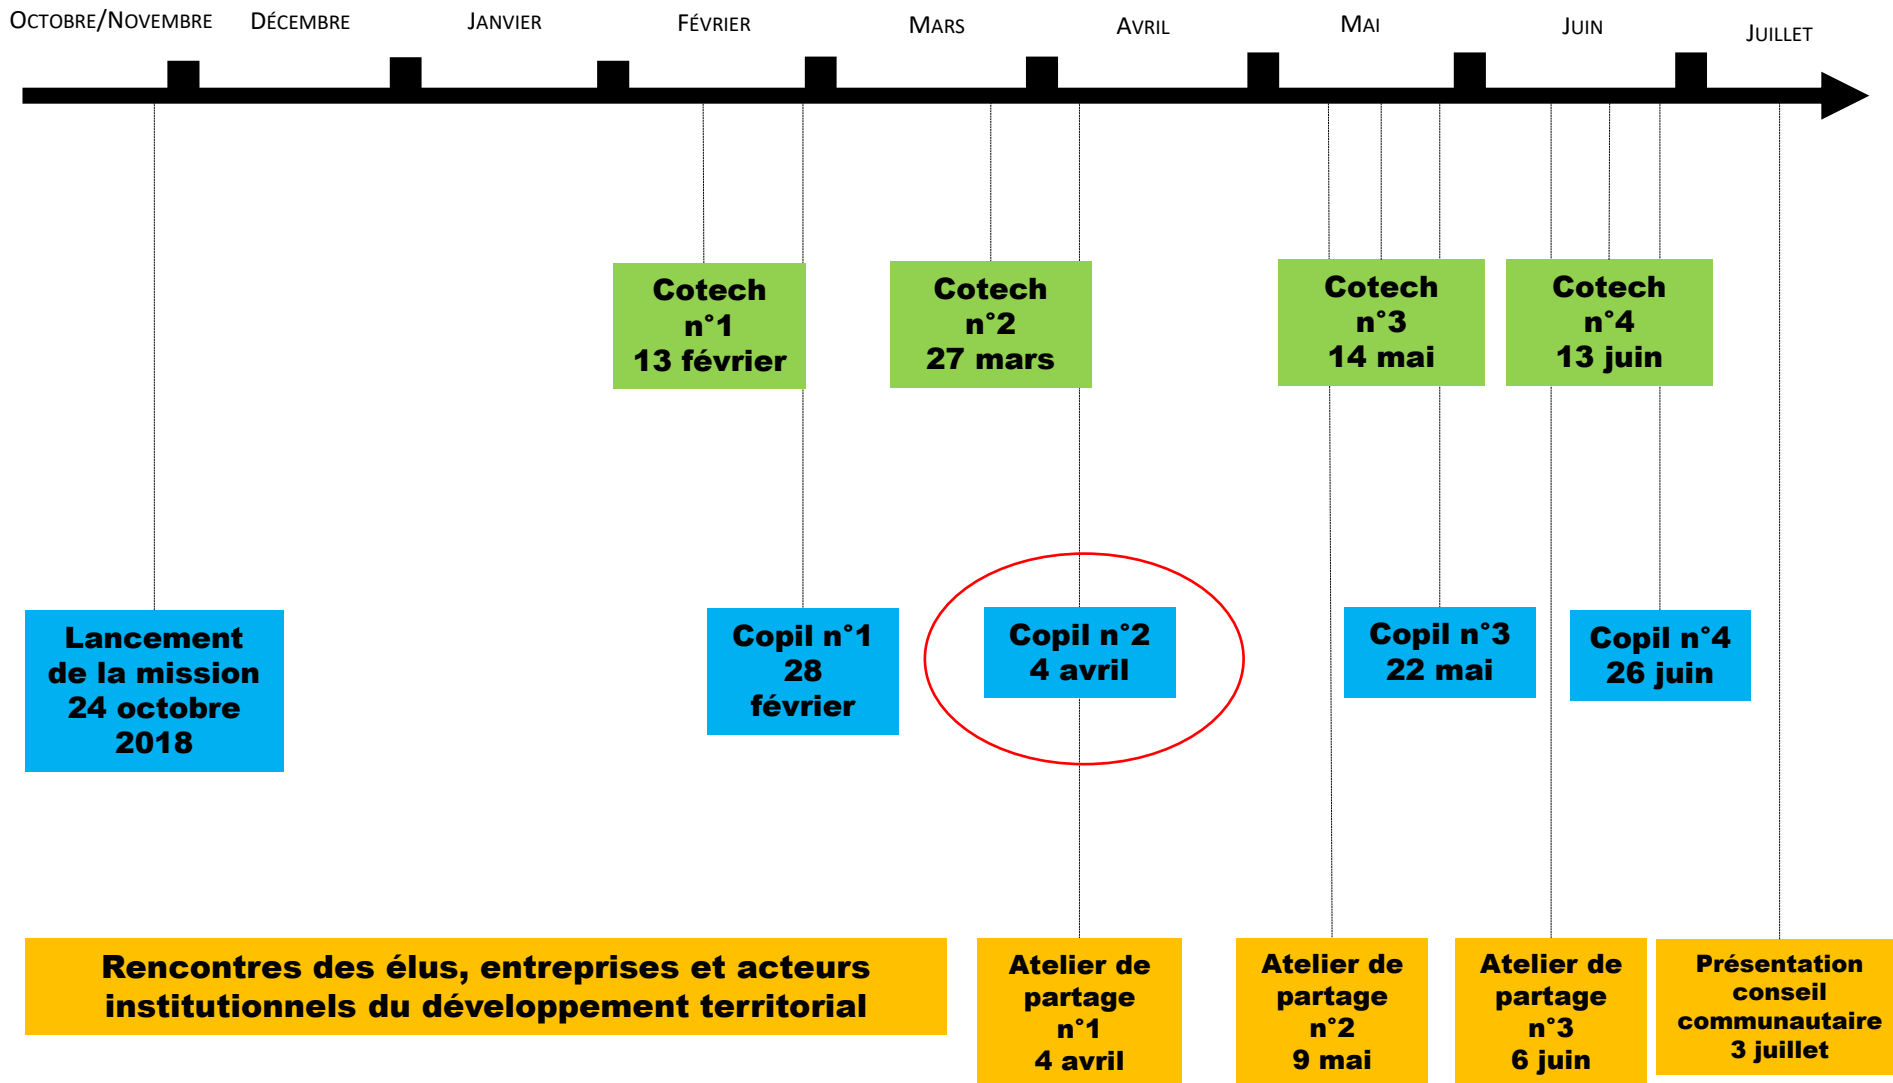 OCTOBRE/NOVEMBRE
DÉCEMBRE
JANVIER
FÉVRIER
MARS
AVRIL
MAI
JUIN
JUILLET
Cotech
n°1
13 février
Cotech
n°2
27 mars
Cotech
n°3
14 mai
Cotech
n°4
13 juin
Lancement
de la mission
24 octobre
2018
Copil n°1
28
février
Copil n°2
4 avril
Copil n°3
22 mai
Copil n°4
26 juin
Rencontres des élus, entreprises et acteurs
institutionnels du développement territorial
Atelier de
partage
n°1
4 avril
Atelier de
partage
n°2
9 mai
Atelier de
partage
n°3
6 juin
Présentation
conseil
communautaire
3 juillet